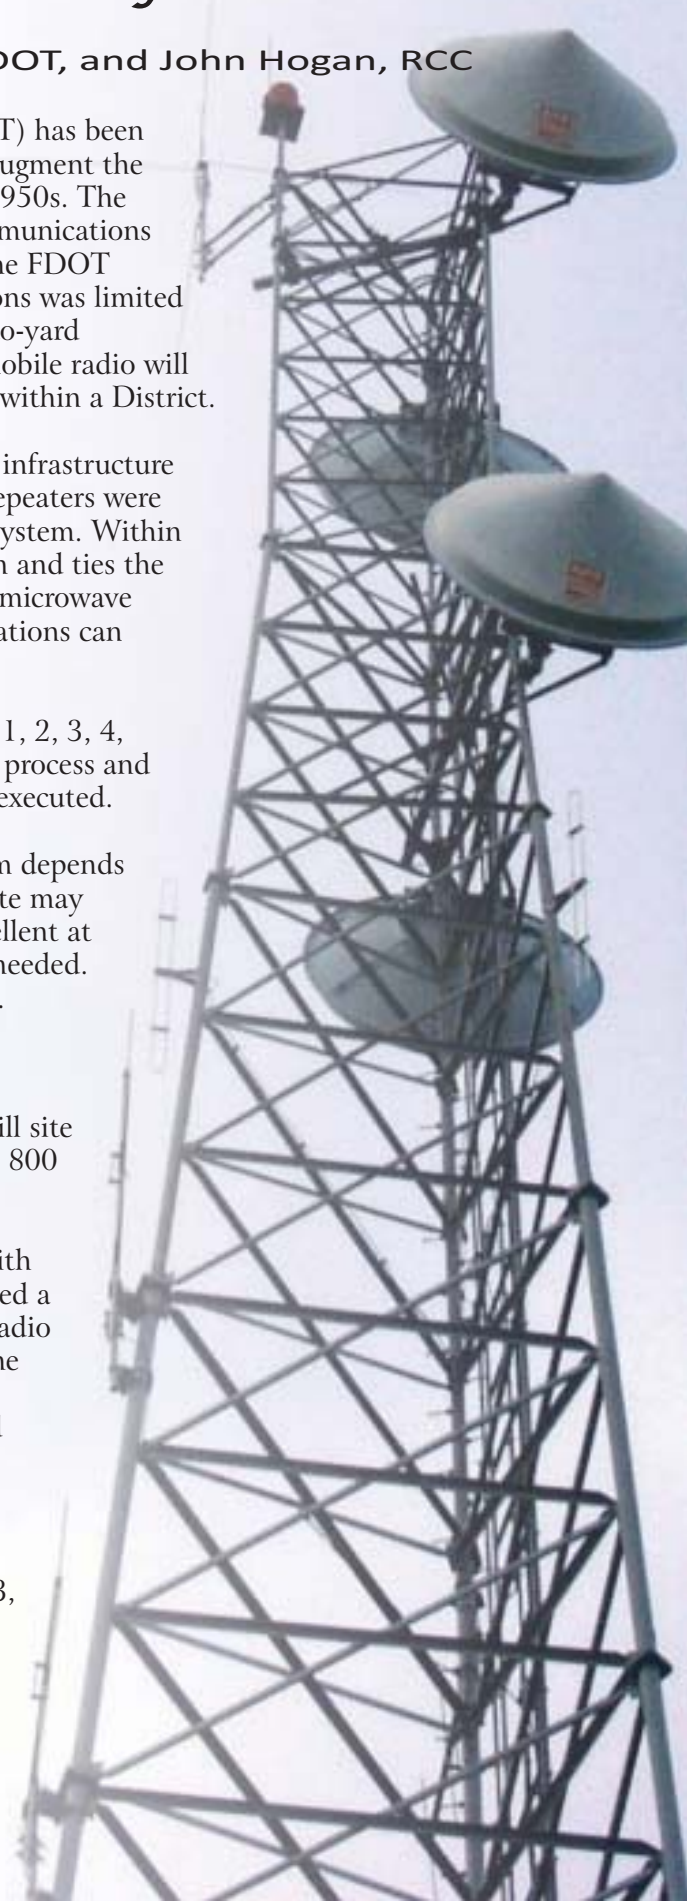 DOT, and John Hogan, RCC
T) has been
ugment the
950s. The
mmunications
he FDOT
ons was limited
o-yard
obile radio will
within a District.
infrastructure
epeaters were
ystem. Within
n and ties the
microwave
ations can
1, 2, 3, 4,
process and
executed.
m depends
te may
ellent at
needed.
.
ill site
800
ith
ed a
adio
ne
l
3,